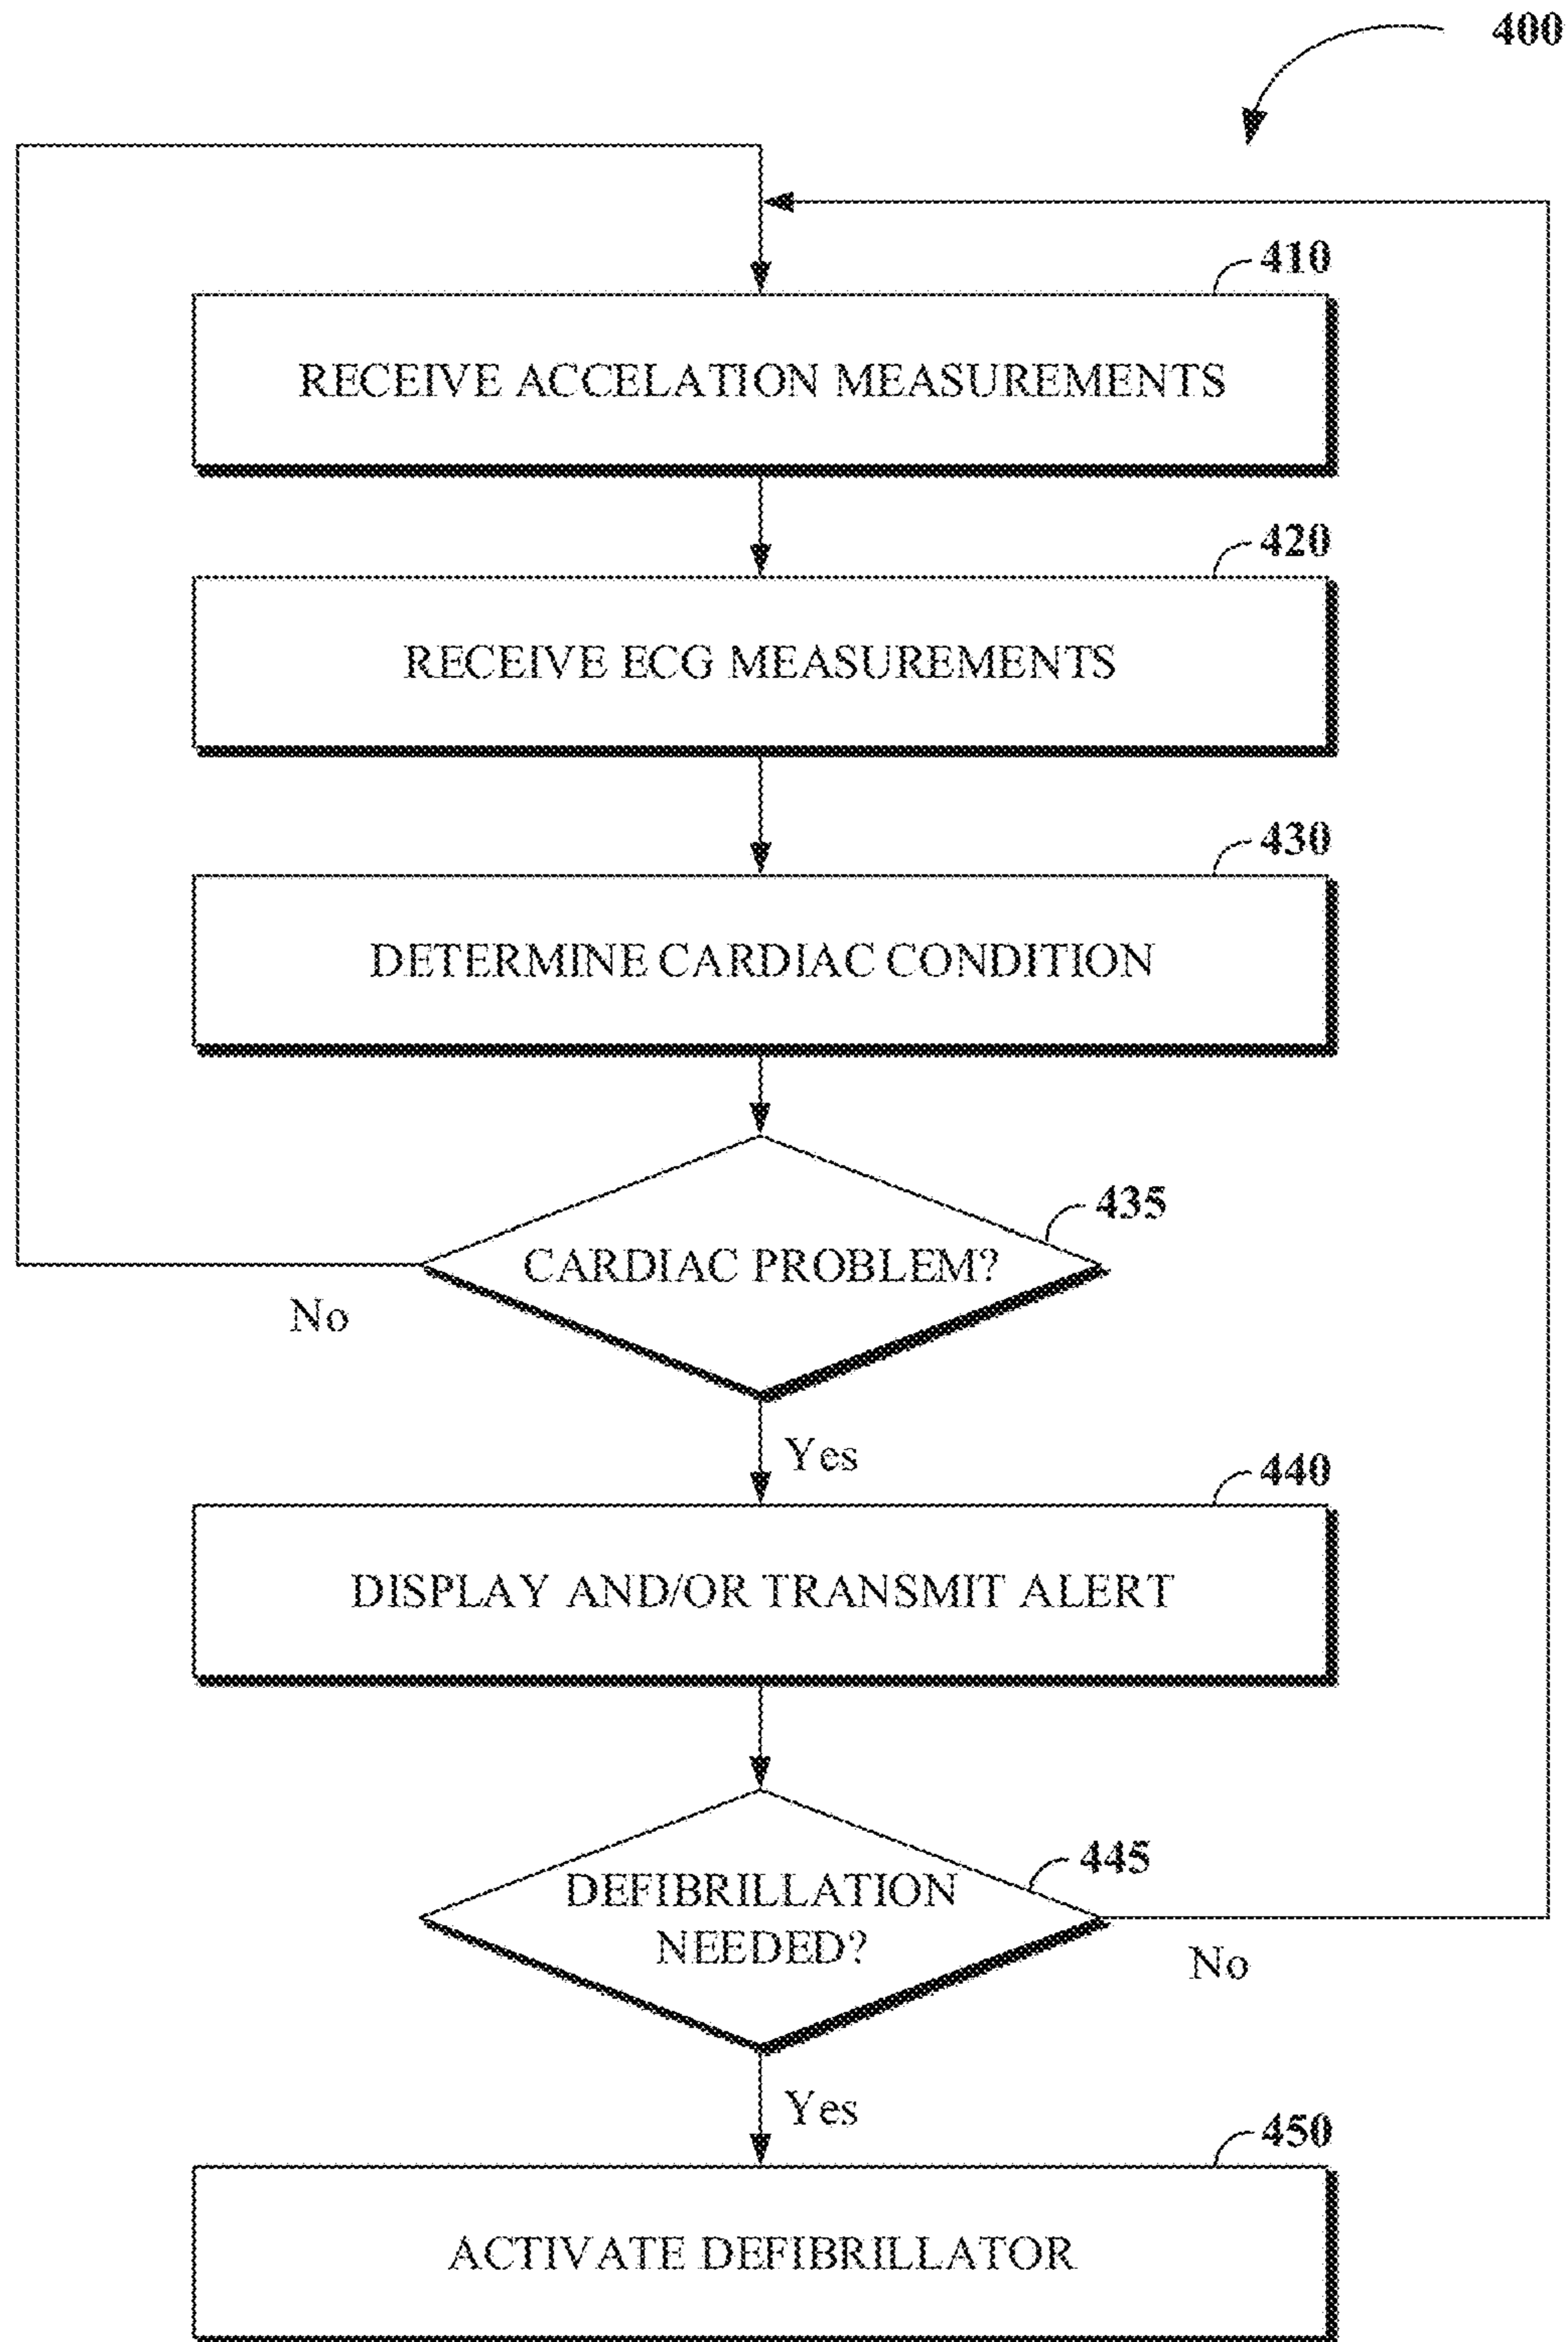 400
410
RECEIVE ACCELATION MEASUREMENTS
420
RECEIVE ECG MEASUREMENTS
430
DETERMINE CARDIAC CONDITION
435
CARDIAC PROBLEM?
No
Yes
440
DISPLAY AND/OR TRANSMIT ALERT
445
DEFIBRILLATION
NEEDED?
No
Yes
450
ACTIVATE DEFIBRILLATOR